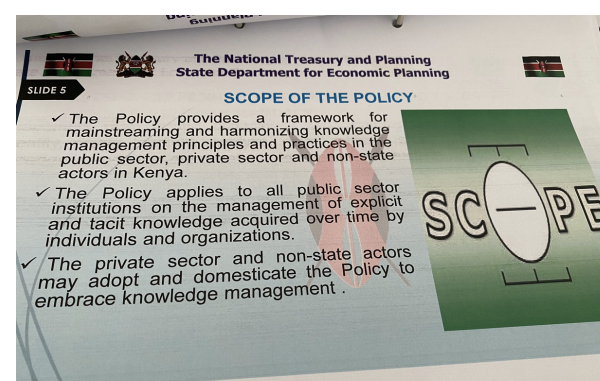 The National Treasury and Planning
State Department for Economic Planning
SLIDE 5
SCOPE OF THE POLICY
✓ The Policy provides a framework for
mainstreaming and harmonizing knowledge
management principles and practices in the
public sector, private sector and non-state
actors in Kenya.
✓ The Policy applies to all public sector
institutions on the management of explicit
and tacit knowledge acquired over time by
individuals and organizations.
✓ The private sector and non-state actors
may adopt and domesticate the Policy to
embrace knowledge management .
SCOPE